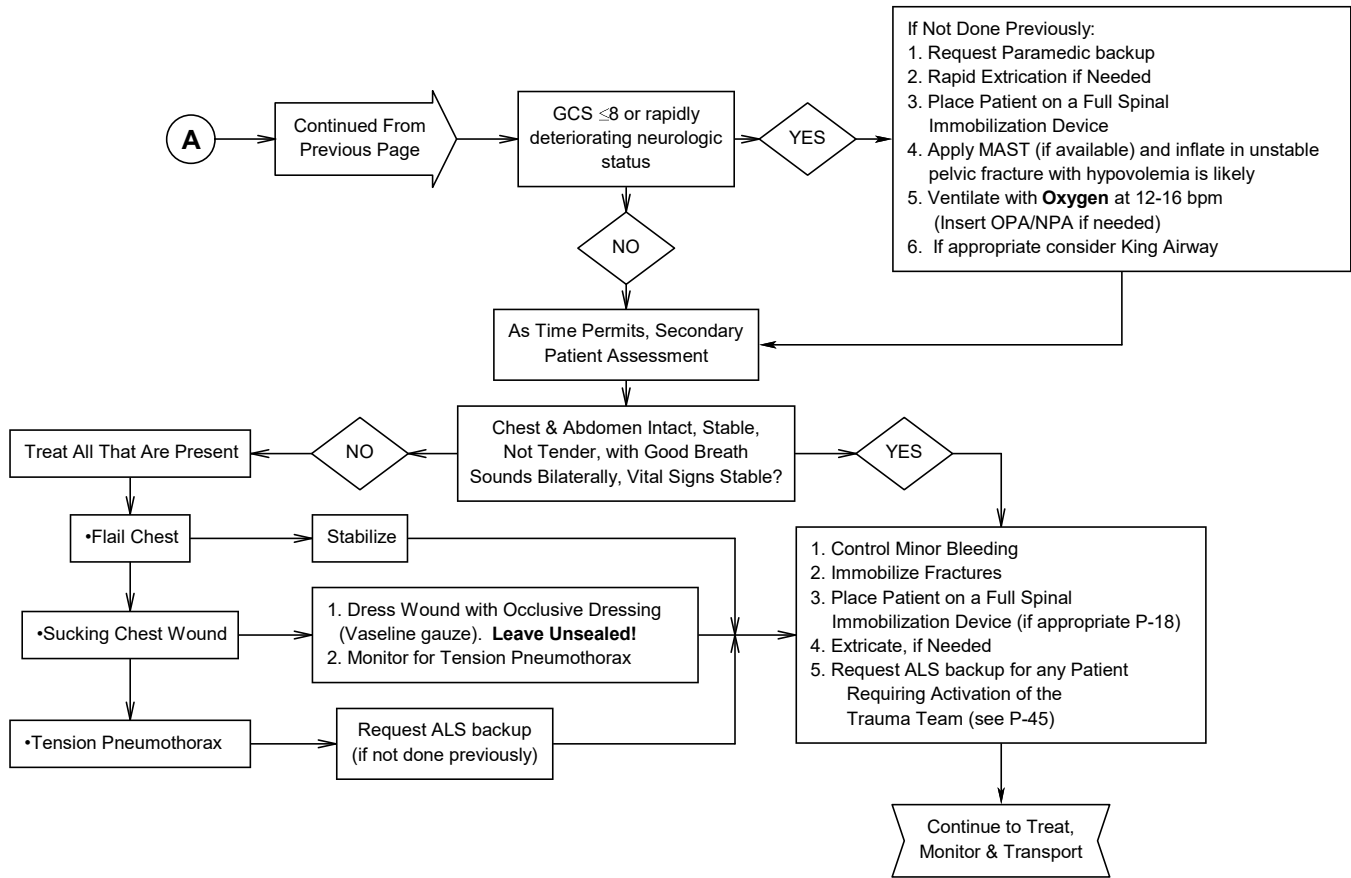 A
Continued From
Previous Page
GCS ≤8 or rapidly
deteriorating neurologic
status
YES
If Not Done Previously:
1. Request Paramedic backup
2. Rapid Extrication if Needed
3. Place Patient on a Full Spinal
Immobilization Device
4. Apply MAST (if available) and inflate in unstable
pelvic fracture with hypovolemia is likely
5. Ventilate with Oxygen at 12-16 bpm
(Insert OPA/NPA if needed)
6. If appropriate consider King Airway
NO
As Time Permits, Secondary
Patient Assessment
Chest & Abdomen Intact, Stable,
Not Tender, with Good Breath
Sounds Bilaterally, Vital Signs Stable?
NO
YES
Treat All That Are Present
•Flail Chest
Stabilize
•Sucking Chest Wound
1. Dress Wound with Occlusive Dressing
(Vaseline gauze). Leave Unsealed!
2. Monitor for Tension Pneumothorax
•Tension Pneumothorax
Request ALS backup
(if not done previously)
1. Control Minor Bleeding
2. Immobilize Fractures
3. Place Patient on a Full Spinal
Immobilization Device (if appropriate P-18)
4. Extricate, if Needed
5. Request ALS backup for any Patient
Requiring Activation of the
Trauma Team (see P-45)
Continue to Treat,
Monitor & Transport